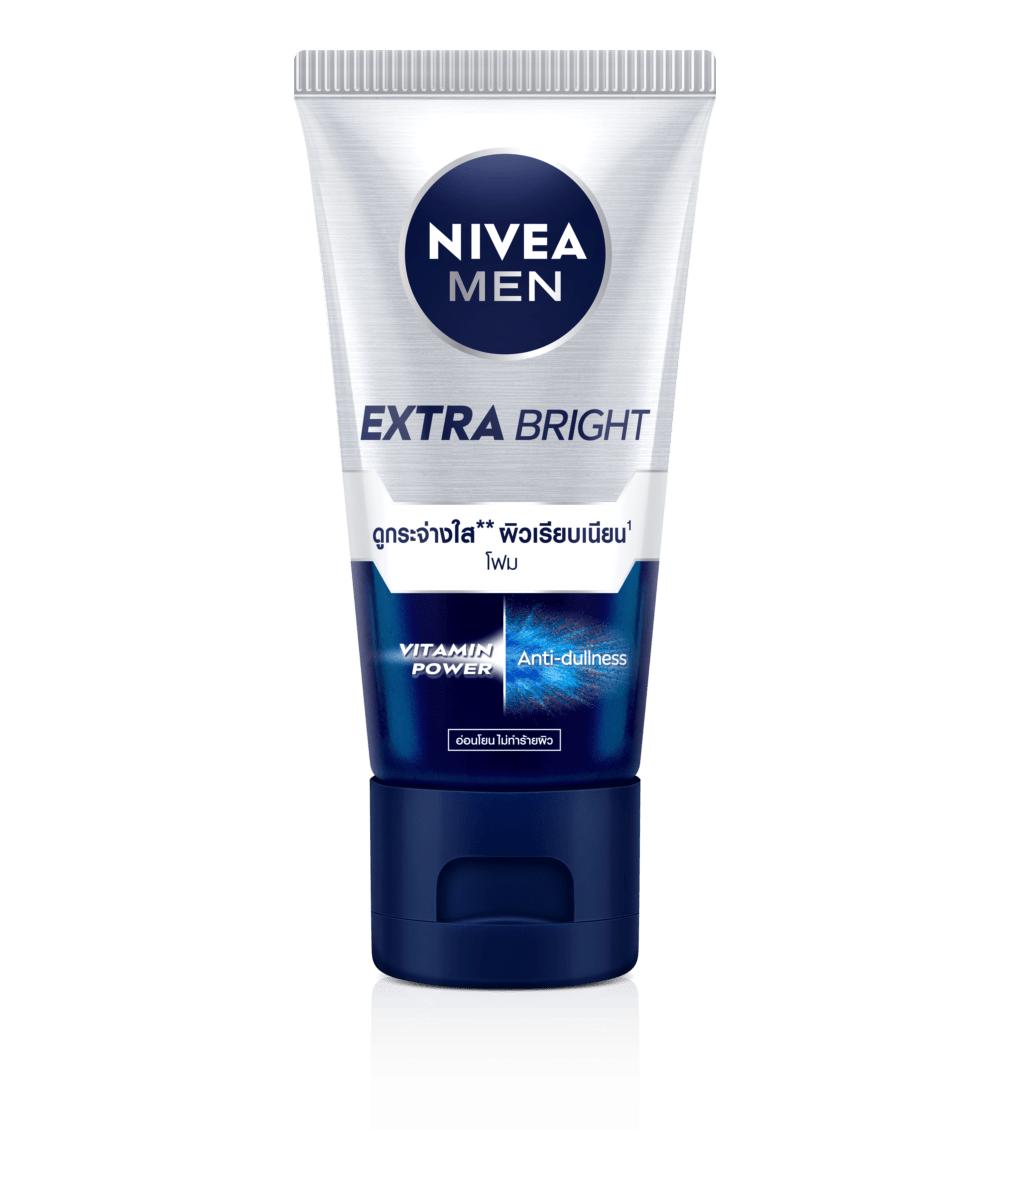 NIVEA
MEN
EXTRA BRIGHT
ดูกระจ่างใส** ผิวเรียบเนียน¹
โฟม
VITAMIN
POWER
Anti-dullness
อ่อนโยน ไม่ทำร้ายผิว